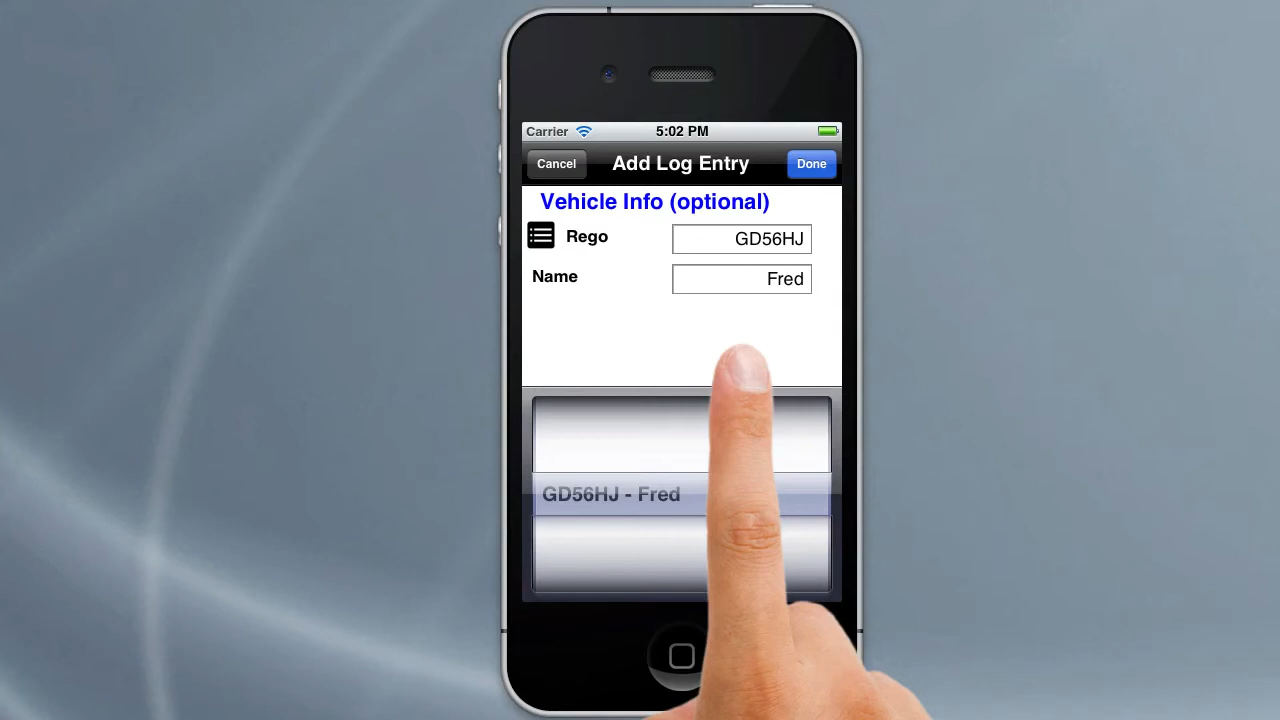 Carrier 5:02 PM
Cancel Add Log Entry Done
Vehicle Info (optional)
Rego GD56HJ
Name Fred
GD56HJ - Fred